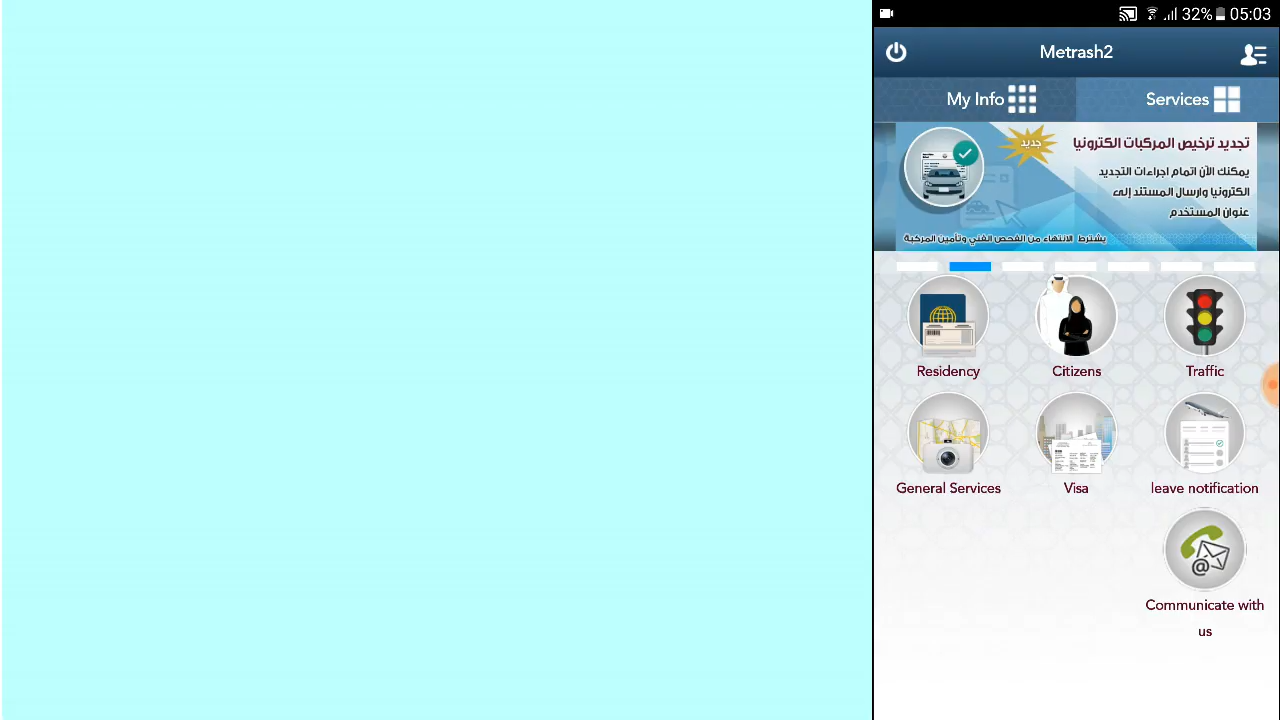 32% 05:03
Metrash2
My Info
Services
جديد
تجديد ترخيص المركبات الكترونيا
يمكنك الآن اتمام اجراءات التجديد
الكترونيا وارسال المستند إلى
عنوان المستخدم
يشترط الانتهاء من الفحص الفني وتأمين المركبة
Residency
Citizens
Traffic
General Services
Visa
leave notification
Communicate with
us